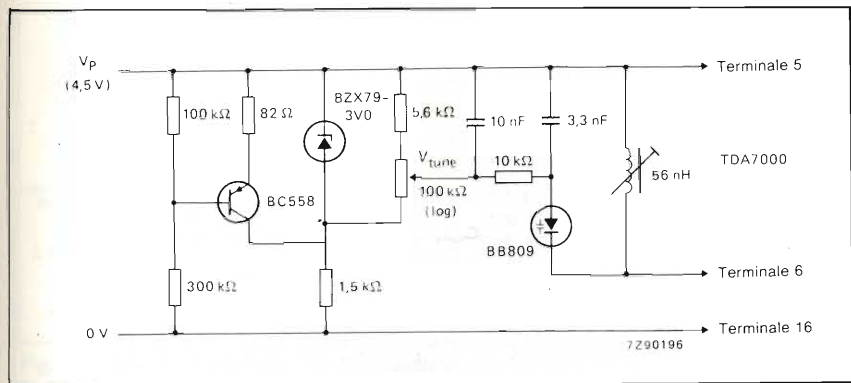 Vp
(4,5 V)
100 kΩ
82 Ω
BZX79-
3V0
5,6 kΩ
10 nF
3,3 nF
Terminale 5
TDA7000
Vtune
10 kΩ
56 nH
BC558
100 kΩ
(log)
BB809
300 kΩ
1,5 kΩ
Terminale 6
0 V
Terminale 16
7Z90196